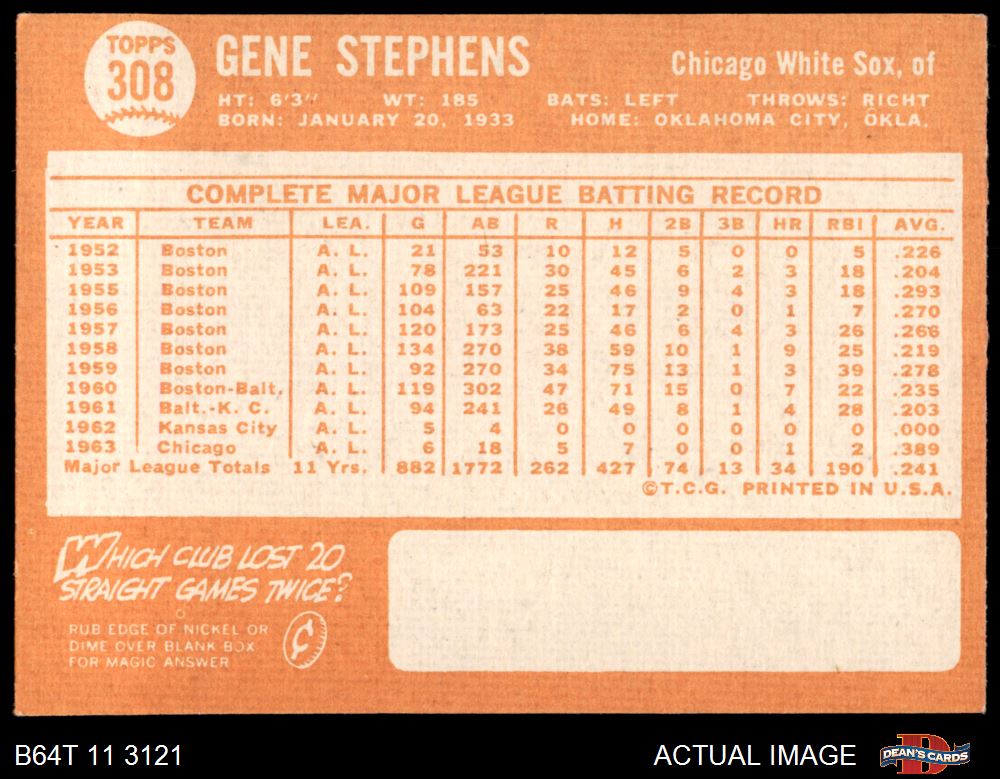 TOPPS
308
GENE STEPHENS
Chicago White Sox, of
HT: 6'3" WT: 185 BATS: LEFT THROWS: RIGHT
BORN: JANUARY 20, 1933 HOME: OKLAHOMA CITY, OKLA.
COMPLETE MAJOR LEAGUE BATTING RECORD
YEAR TEAM LEA. G AB R H 2B 3B HR RBI AVG.
1952 Boston A. L. 21 53 10 12 5 0 0 5 .226
1953 Boston A. L. 78 221 30 45 6 2 3 18 .204
1955 Boston A. L. 109 157 25 46 9 4 3 18 .293
1956 Boston A. L. 104 63 22 17 2 0 1 7 .270
1957 Boston A. L. 120 173 25 46 6 4 3 26 .266
1958 Boston A. L. 134 270 38 59 10 1 9 25 .219
1959 Boston A. L. 92 270 34 75 13 1 3 39 .278
1960 Boston-Balt. A. L. 119 302 47 71 15 0 7 22 .235
1961 Balt.-K. C. A. L. 94 241 26 49 8 1 4 28 .203
1962 Kansas City A. L. 5 4 0 0 0 0 0 0 .000
1963 Chicago A. L. 6 18 5 7 0 0 1 2 .389
Major League Totals 11 Yrs. 882 1772 262 427 74 13 34 190 .241
©T.C.G. PRINTED IN U.S.A.
WHICH CLUB LOST 20
STRAIGHT GAMES TWICE?
RUB EDGE OF NICKEL OR
DIME OVER BLANK BOX
FOR MAGIC ANSWER
¢
B64T 11 3121
ACTUAL IMAGE
DEAN'S CARDS